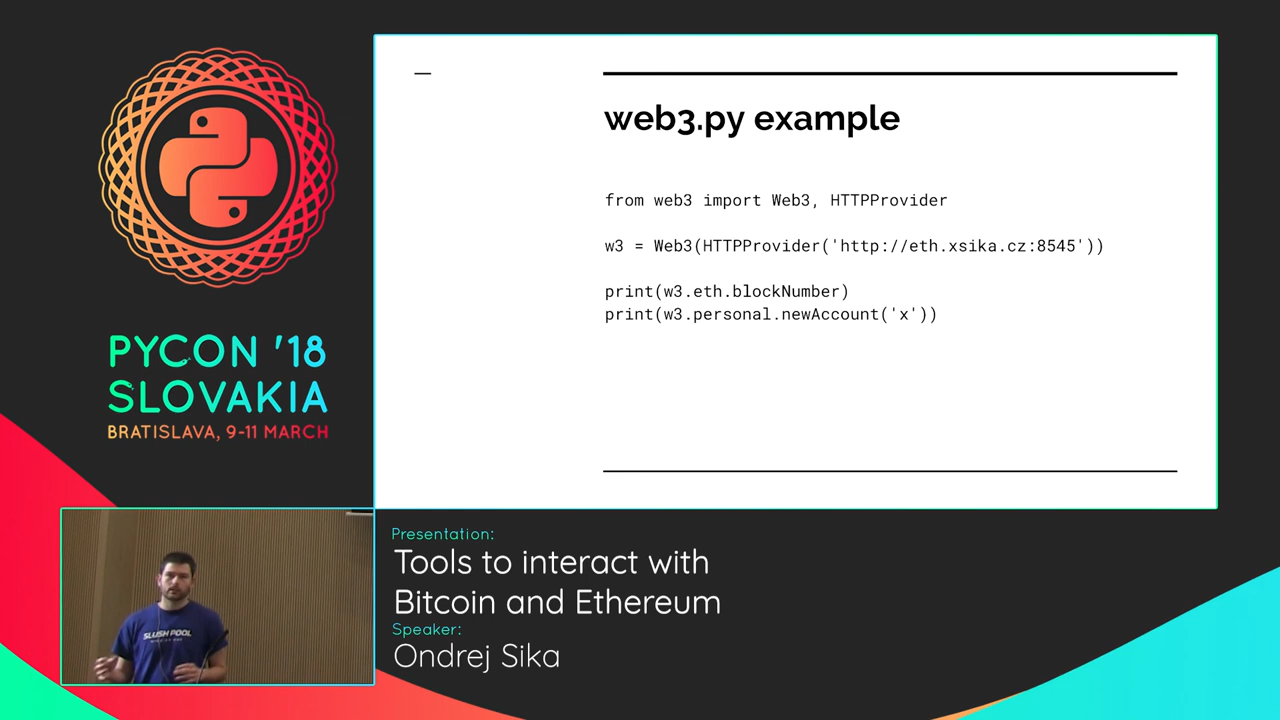 PYCON '18
SLOVAKIA
BRATISLAVA, 9-11 MARCH
web3.py example
from web3 import Web3, HTTPProvider
w3 = Web3(HTTPProvider('http://eth.xsika.cz:8545'))
print(w3.eth.blockNumber)
print(w3.personal.newAccount('x'))
SLUSH POOL
Presentation:
Tools to interact with
Bitcoin and Ethereum
Speaker:
Ondrej Sika